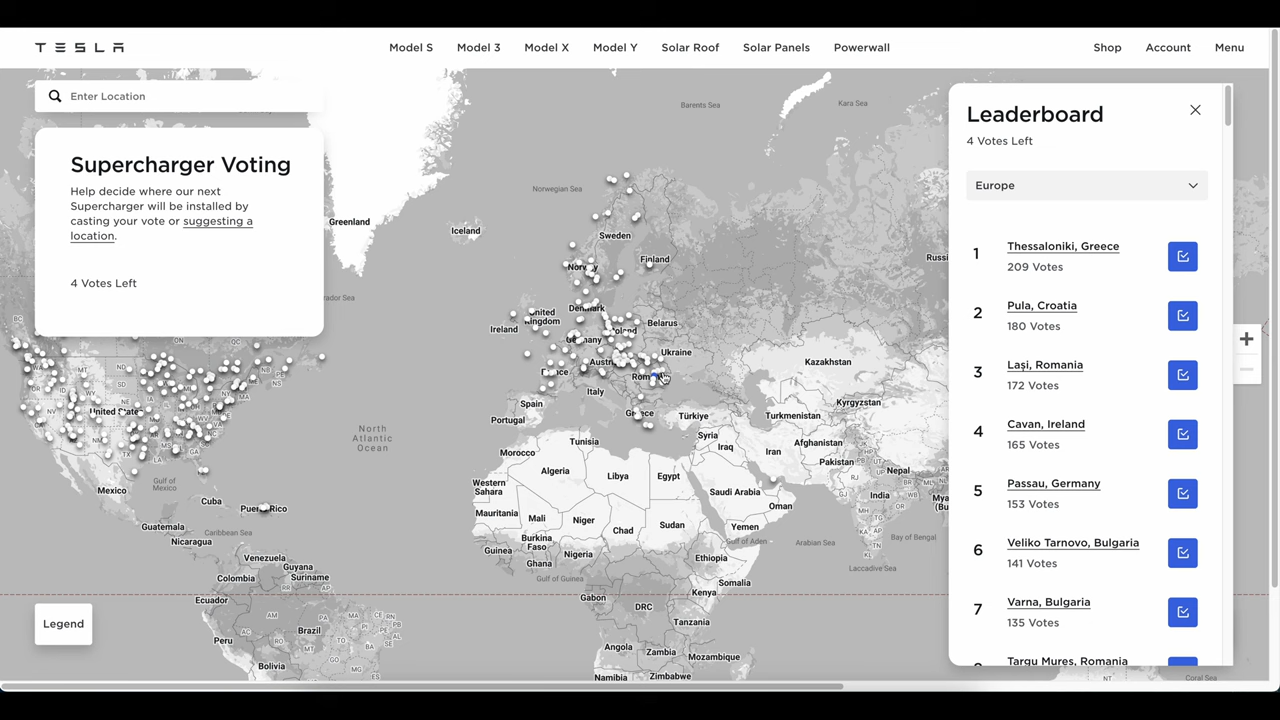 TESLA
Model S
Model 3
Model X
Model Y
Solar Roof
Solar Panels
Powerwall
Shop
Account
Menu
Enter Location
Supercharger Voting
Help decide where our next
Supercharger will be installed by
casting your vote or suggesting a
location.
4 Votes Left
Legend
Leaderboard
4 Votes Left
Europe
1
Thessaloniki, Greece
209 Votes
2
Pula, Croatia
180 Votes
3
Laşi, Romania
172 Votes
4
Cavan, Ireland
165 Votes
5
Passau, Germany
153 Votes
6
Veliko Tarnovo, Bulgaria
141 Votes
7
Varna, Bulgaria
135 Votes
Targu Mures, Romania
Barents Sea
Kara Sea
Norwegian Sea
Greenland
Iceland
Sweden
Finland
Norway
rador Sea
Denmark
United
Kingdom
Ireland
Belarus
Poland
Germany
Ukraine
Kazakhstan
France
Italy
Spain
Portugal
Greece
Türkiye
Turkmenistan
Kyrgyzstan
North
Atlantic
Ocean
Tunisia
Syria
Iraq
Iran
Afghanistan
Pakistan
Nepal
Morocco
Algeria
Libya
Egypt
Western
Sahara
Saudi Arabia
Oman
India
Mauritania
Mali
Niger
Chad
Sudan
Yemen
Burkina
Faso
Guinea
Ghana
Nigeria
Ethiopia
Gulf of Aden
Arabian Sea
Bay of Bengal
Laccadive Sea
Gulf of Guinea
Somalia
Kenya
Gabon
DRC
Tanzania
Angola
Zambia
Mozambique
Namibia
Zimbabwe
Mexico
Gulf of
Mexico
Cuba
Puerto Rico
Guatemala
Caribbean Sea
Nicaragua
Venezuela
Guyana
Suriname
Colombia
Ecuador
Peru
Brazil
Bolivia
Coral Sea